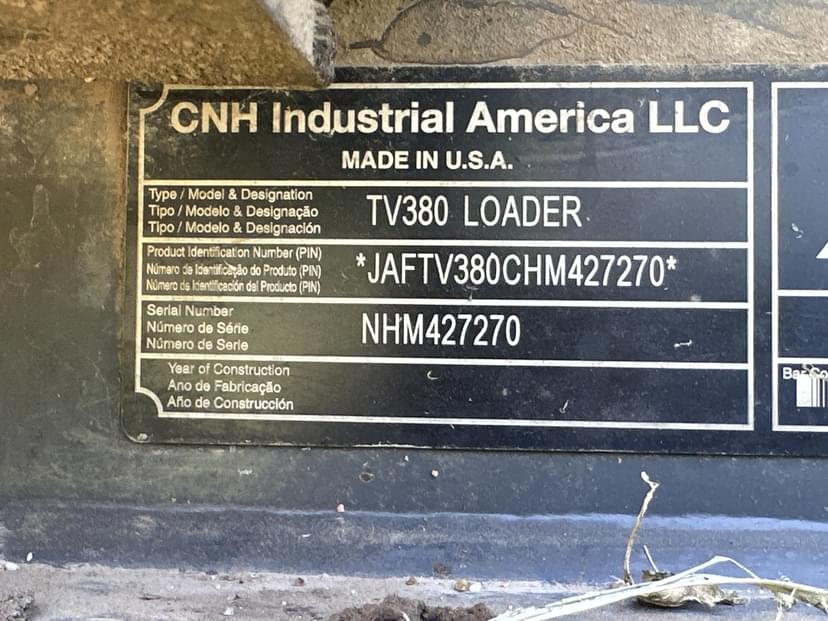 CNH Industrial America LLC
MADE IN U.S.A.
Type / Model & Designation
Tipo / Modelo & Designação
Tipo / Modelo & Designación
TV380 LOADER
Product Identification Number (PIN)
Número de Identificação do Produto (PIN)
Número de Identificación del Producto (PIN)
*JAFTV380CHM427270*
Serial Number
Número de Série
Número de Serie
NHM427270
Year of Construction
Ano de Fabricação
Año de Construcción
Bar Co